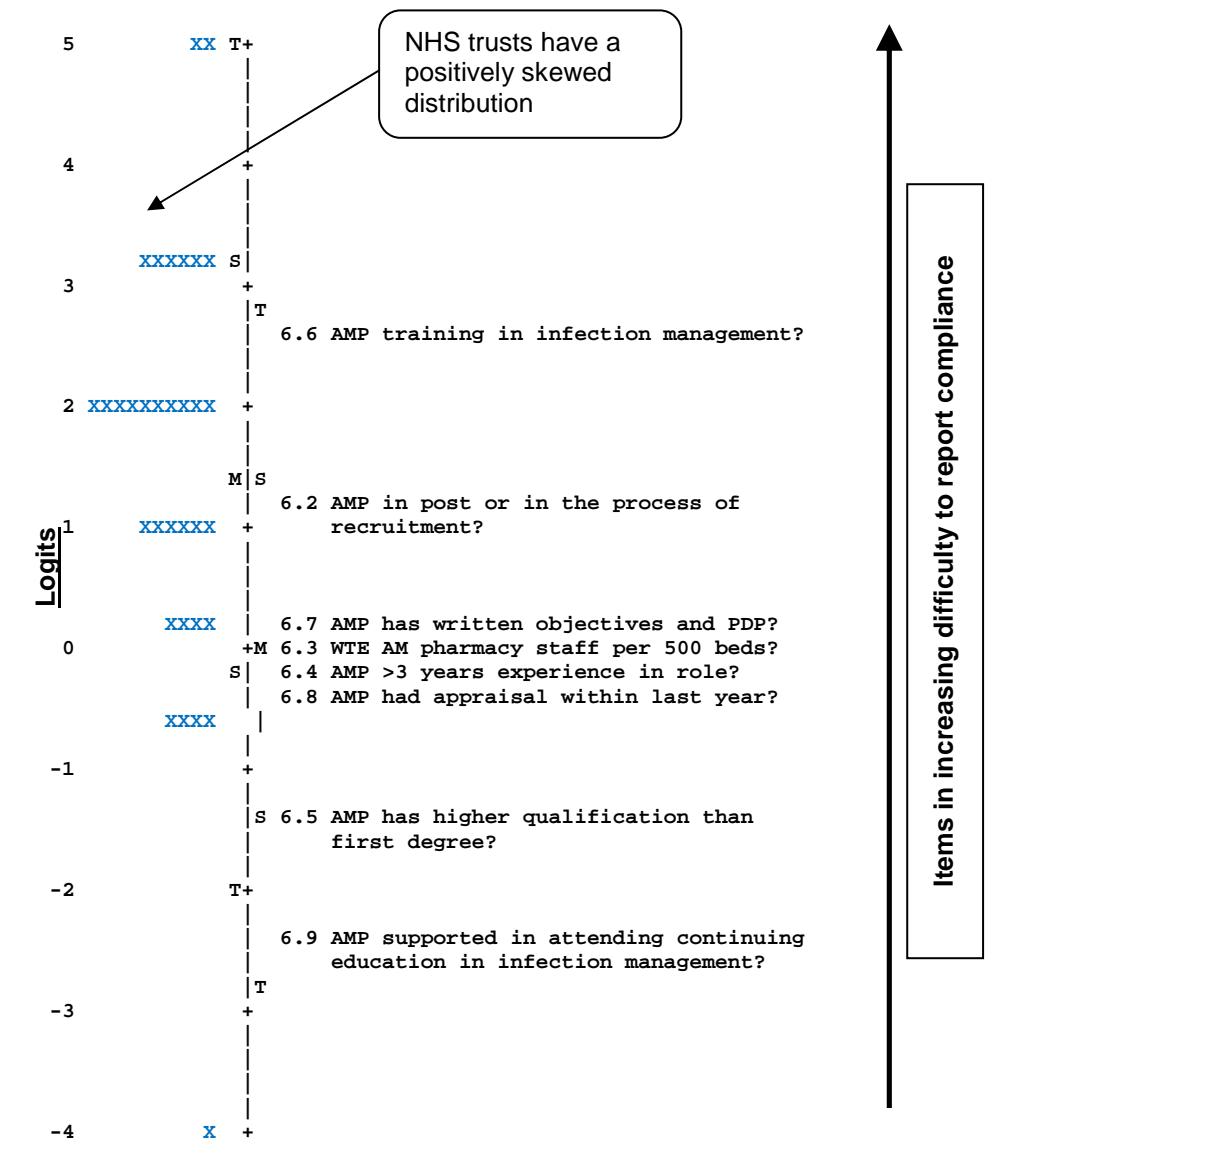 5 XX T+
NHS trusts have a
positively skewed
distribution
4 +
XXXXXX S|
3 +
|T
6.6 AMP training in infection management?
2 XXXXXXXXXX +
M|S
6.2 AMP in post or in the process of
1 XXXXXX + recruitment?
Logits
XXXX | 6.7 AMP has written objectives and PDP?
0 +M 6.3 WTE AM pharmacy staff per 500 beds?
S| 6.4 AMP >3 years experience in role?
| 6.8 AMP had appraisal within last year?
XXXX |
-1 +
|S 6.5 AMP has higher qualification than
first degree?
-2 T+
6.9 AMP supported in attending continuing
education in infection management?
|T
-3 +
-4 X +
Items in increasing difficulty to report compliance